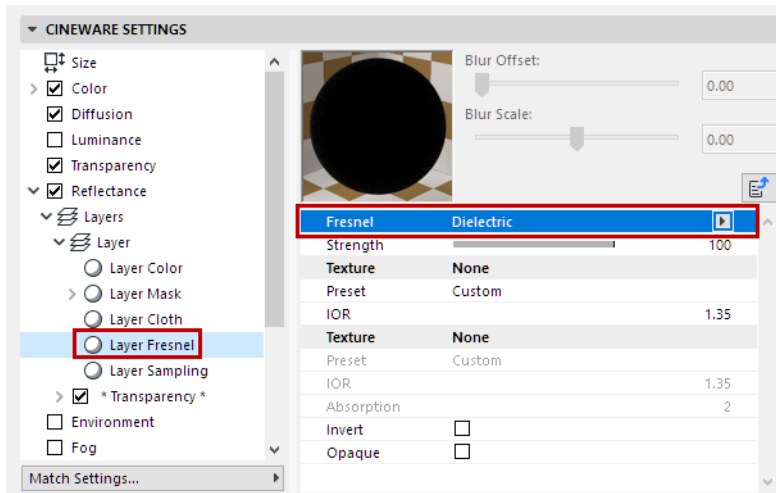 CINEWARE SETTINGS
Size
Color
Diffusion
Luminance
Transparency
Reflectance
Layers
Layer
Layer Color
Layer Mask
Layer Cloth
Layer Fresnel
Layer Sampling
* Transparency *
Environment
Fog
Match Settings...
Blur Offset:
0.00
Blur Scale:
0.00
Fresnel Dielectric
Strength 100
Texture None
Preset Custom
IOR 1.35
Texture None
Preset Custom
IOR 1.35
Absorption 2
Invert
Opaque